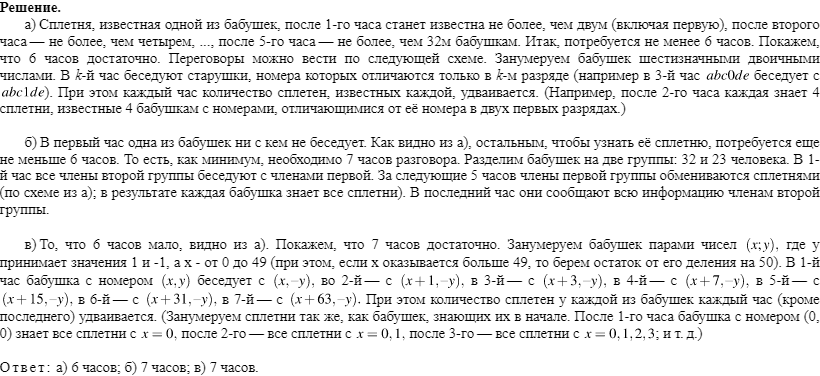 Решение.
а) Сплетня, известная одной из бабушек, после 1-го часа станет известна не более, чем двум (включая первую), после второго
часа — не более, чем четырем, ..., после 5-го часа — не более, чем 32м бабушкам. Итак, потребуется не менее 6 часов. Покажем,
что 6 часов достаточно. Переговоры можно вести по следующей схеме. Занумеруем бабушек шестизначными двоичными
числами. В k-й час беседуют старушки, номера которых отличаются только в k-м разряде (например в 3-й час abc0de беседует с
abc1de). При этом каждый час количество сплетен, известных каждой, удваивается. (Например, после 2-го часа каждая знает 4
сплетни, известные 4 бабушкам с номерами, отличающимися от её номера в двух первых разрядах.)
б) В первый час одна из бабушек ни с кем не беседует. Как видно из а), остальным, чтобы узнать её сплетню, потребуется еще
не меньше 6 часов. То есть, как минимум, необходимо 7 часов разговора. Разделим бабушек на две группы: 32 и 23 человека. В 1-
й час все члены второй группы беседуют с членами первой. За следующие 5 часов члены первой группы обмениваются сплетнями
(по схеме из а); в результате каждая бабушка знает все сплетни). В последний час они сообщают всю информацию членам второй
группы.
в) То, что 6 часов мало, видно из а). Покажем, что 7 часов достаточно. Занумеруем бабушек парами чисел (x;y), где у
принимает значения 1 и -1, а х - от 0 до 49 (при этом, если х оказывается больше 49, то берем остаток от его деления на 50). В 1-й
час бабушка с номером (x,y) беседует с (x,−y), во 2-й — с (x+1,−y), в 3-й — с (x+3,−y), в 4-й — с (x+7,−y), в 5-й — с
(x+15,−y), в 6-й — с (x+31,−y), в 7-й — с (x+63,−y). При этом количество сплетен у каждой из бабушек каждый час (кроме
последнего) удваивается. (Занумеруем сплетни так же, как бабушек, знающих их в начале. После 1-го часа бабушка с номером (0,
0) знает все сплетни с x = 0, после 2-го — все сплетни с x = 0,1, после 3-го — все сплетни с x = 0,1,2,3; и т. д.)
Ответ: а) 6 часов; б) 7 часов; в) 7 часов.